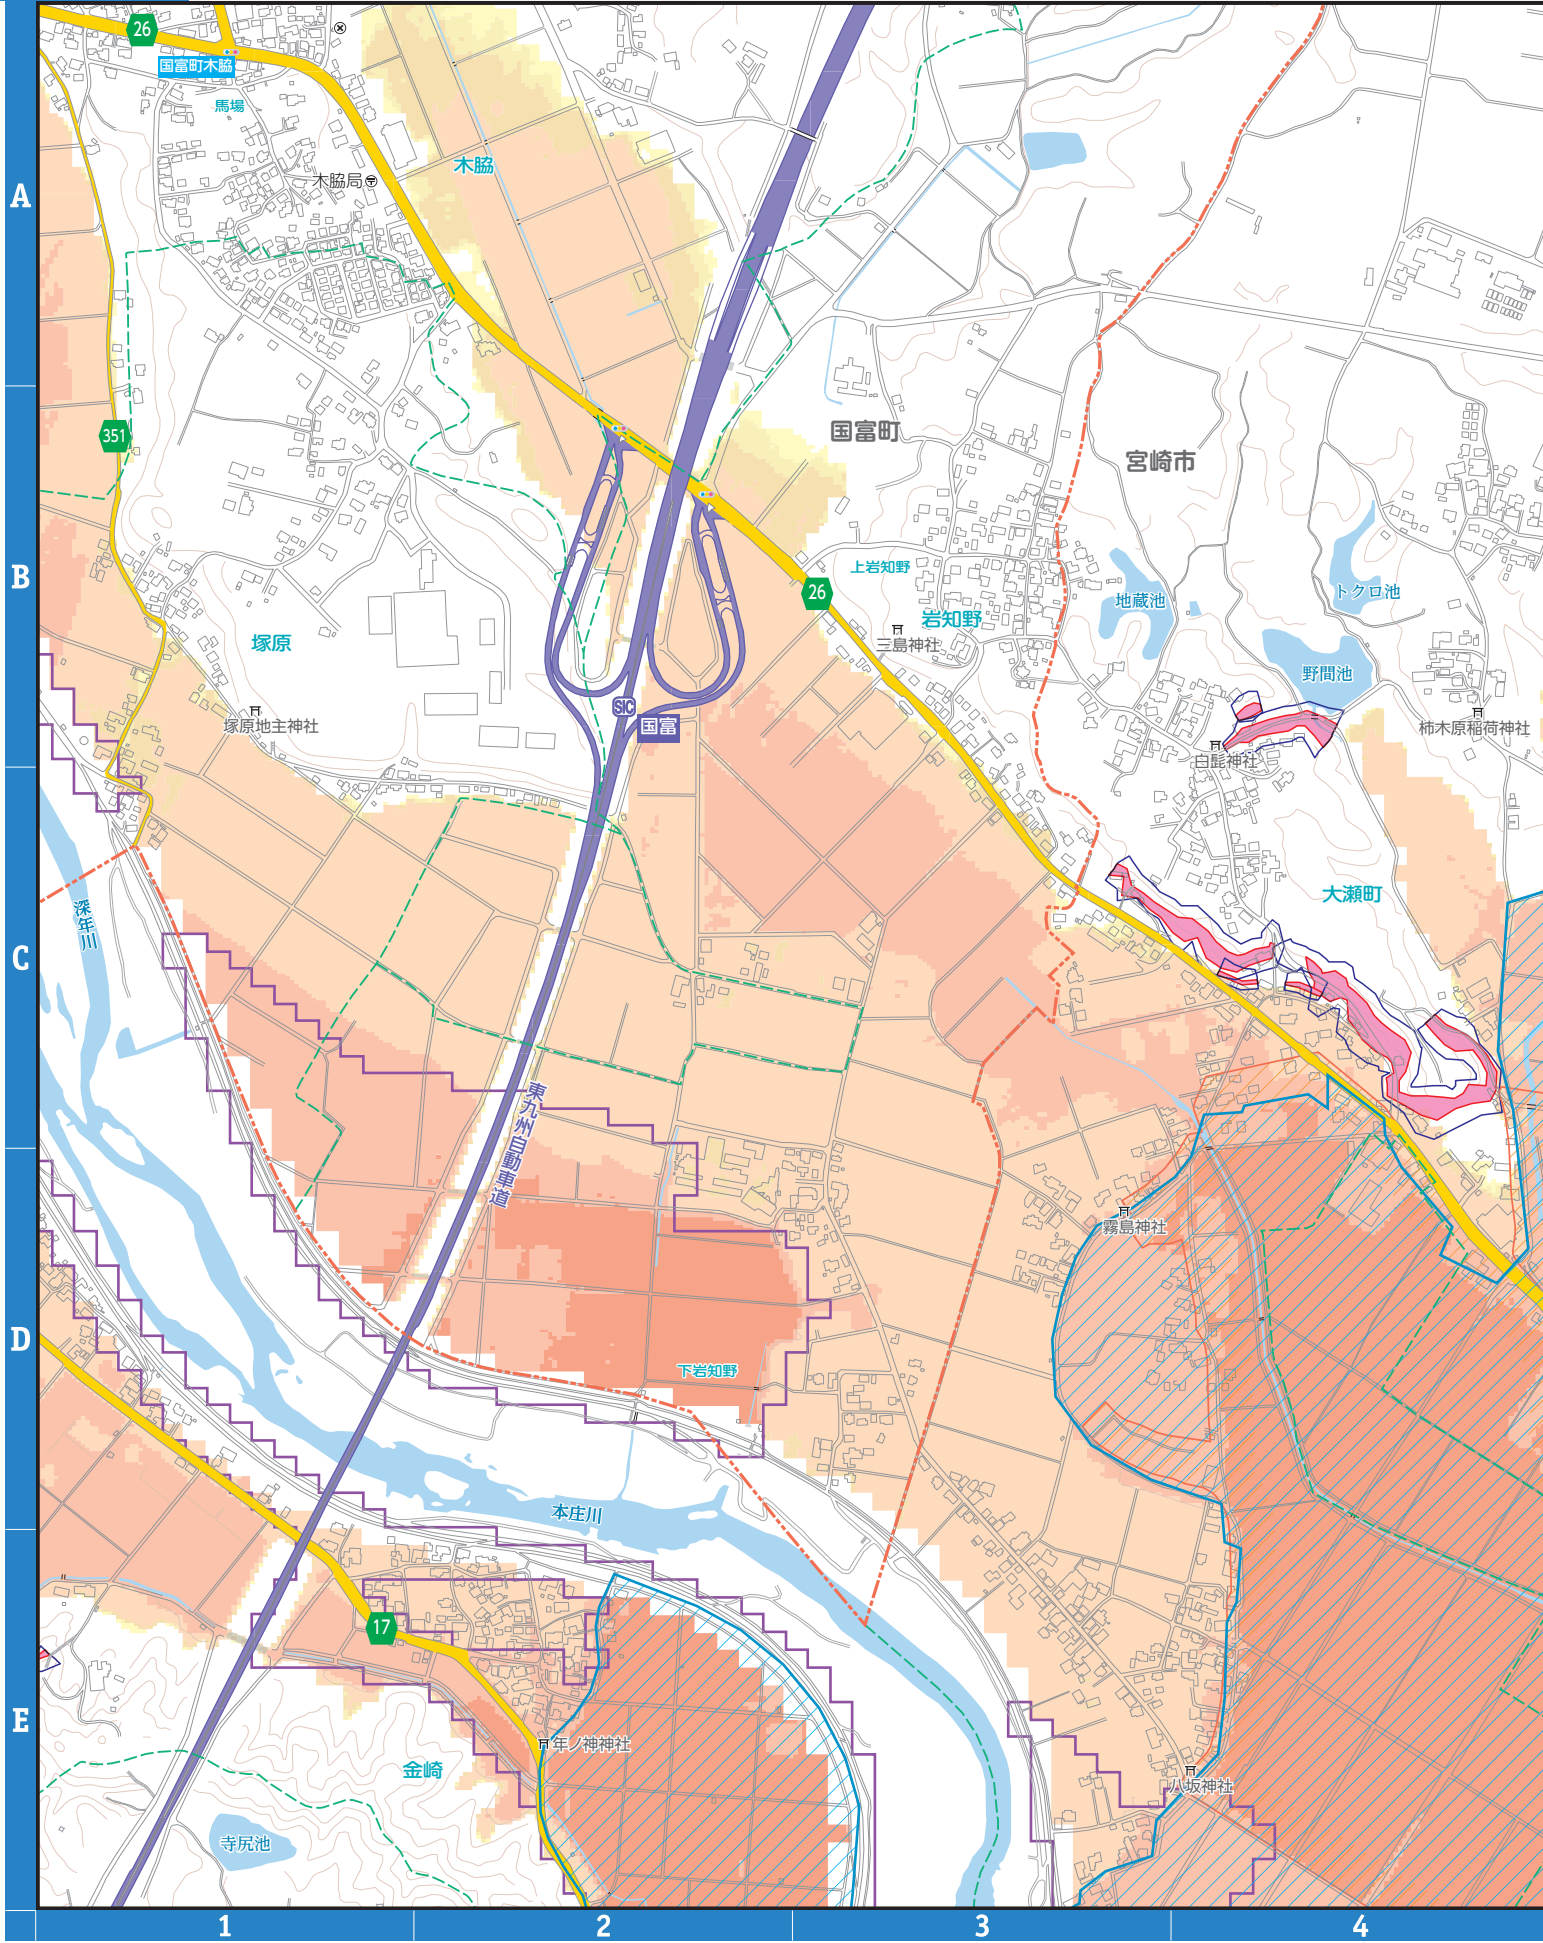 26
国富町木脇
馬場
木脇局
木脇
A
351
国富町
宮崎市
B
上岩知野
26
岩知野
三島神社
地蔵池
トクロ池
野間池
塚原
塚原地主神社
SIC
国富
柿木原稲荷神社
白髭神社
大瀬町
深年川
C
東九州自動車道
霧島神社
D
下岩知野
本庄川
17
E
年ノ神神社
金崎
八坂神社
寺尻池
1
2
3
4